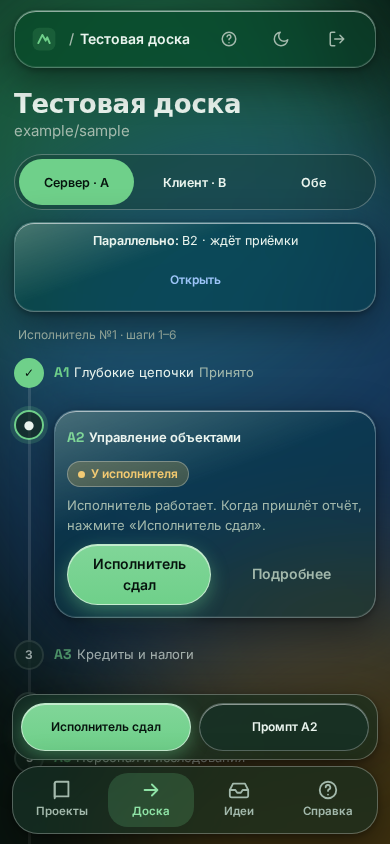 / Тестовая доска
Тестовая доска
example/sample
Сервер · A
Клиент · B
Обе
Параллельно: B2 · ждёт приёмки
Открыть
Исполнитель №1 · шаги 1–6
A1 Глубокие цепочки Принято
A2 Управление объектами
У исполнителя
Исполнитель работает. Когда пришлёт отчёт,
нажмите «Исполнитель сдал».
Исполнитель
сдал
Подробнее
3
A3 Кредиты и налоги
Исполнитель сдал
Промпт A2
Проекты
Доска
Идеи
Справка